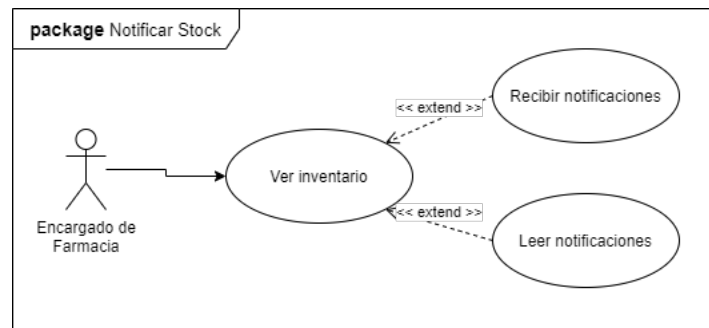 package Notificar Stock
Recibir notificaciones
<< extend >>
Ver inventario
<< extend >>
Leer notificaciones
Encargado de
Farmacia